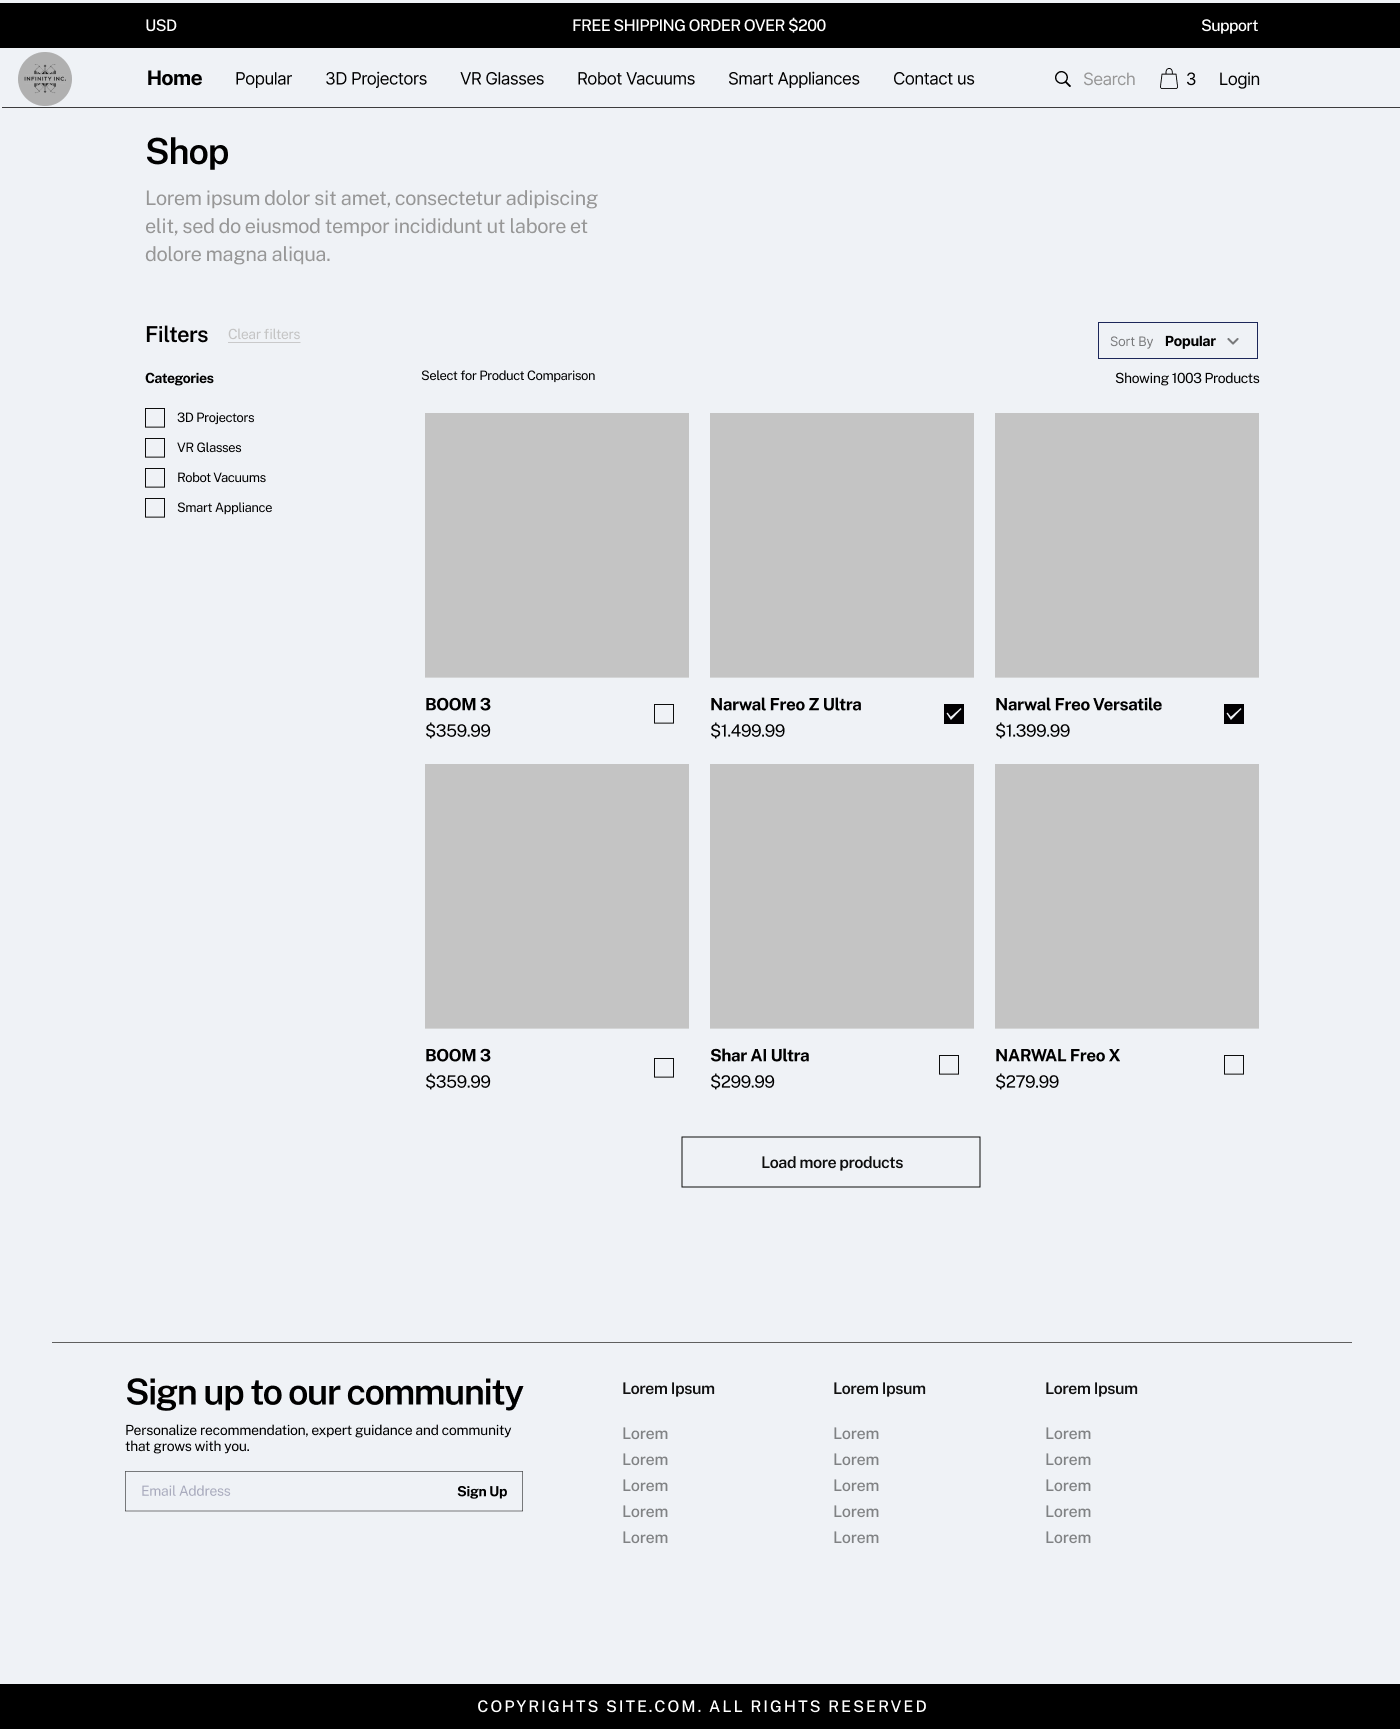 USD
FREE SHIPPING ORDER OVER $200
Support
INFINITY INC.
Home
Popular
3D Projectors
VR Glasses
Robot Vacuums
Smart Appliances
Contact us
Search
3
Login
Shop
Lorem ipsum dolor sit amet, consectetur adipiscing
elit, sed do eiusmod tempor incididunt ut labore et
dolore magna aliqua.
Filters
Clear filters
Sort By Popular
Categories
Select for Product Comparison
Showing 1003 Products
3D Projectors
VR Glasses
Robot Vacuums
Smart Appliance
BOOM 3
$359.99
Narwal Freo Z Ultra
$1.499.99
Narwal Freo Versatile
$1.399.99
BOOM 3
$359.99
Shar AI Ultra
$299.99
NARWAL Freo X
$279.99
Load more products
Sign up to our community
Personalize recommendation, expert guidance and community
that grows with you.
Email Address
Sign Up
Lorem Ipsum
Lorem
Lorem
Lorem
Lorem
Lorem
Lorem Ipsum
Lorem
Lorem
Lorem
Lorem
Lorem
Lorem Ipsum
Lorem
Lorem
Lorem
Lorem
Lorem
COPYRIGHTS SITE.COM. ALL RIGHTS RESERVED